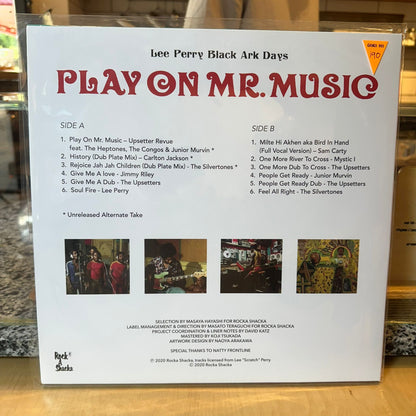 Lee Perry Black Ark Days
PLAY ON MR. MUSIC
90
SIDE A
1. Play On Mr. Music – Upsetter Revue
feat. The Heptones, The Congos & Junior Murvin *
2. History (Dub Plate Mix) – Carlton Jackson *
3. Rejoice Jah Jah Children (Dub Plate Mix) - The Silvertones *
4. Give Me A love - Jimmy Riley
5. Give Me A Dub - The Upsetters
6. Soul Fire - Lee Perry
* Unreleased Alternate Take
SIDE B
1. Milte Hi Akhen aka Bird In Hand
(Full Vocal Version) – Sam Carty
2. One More River To Cross - Mystic I
3. One More Dub To Cross - The Upsetters
4. People Get Ready - Junior Murvin
5. People Get Ready Dub - The Upsetters
6. Feel All Right - The Silvertones
SELECTION BY MASAYA HAYASHI FOR ROCKA SHACKA
LABEL MANAGEMENT & DIRECTION BY MASATO TERAGUCHI FOR ROCKA SHACKA
PROJECT COORDINATION & LINER NOTES BY DAVID KATZ
MASTERED BY KOJI TSUKADA
ARTWORK DESIGN BY NAOYA ARAKAWA
SPECIAL THANKS TO NATTY FRONTLINE
Rock A Shacka
℗ 2020 Rocka Shacka, tracks licensed from Lee "Scratch" Perry
© 2020 Rocka Shacka